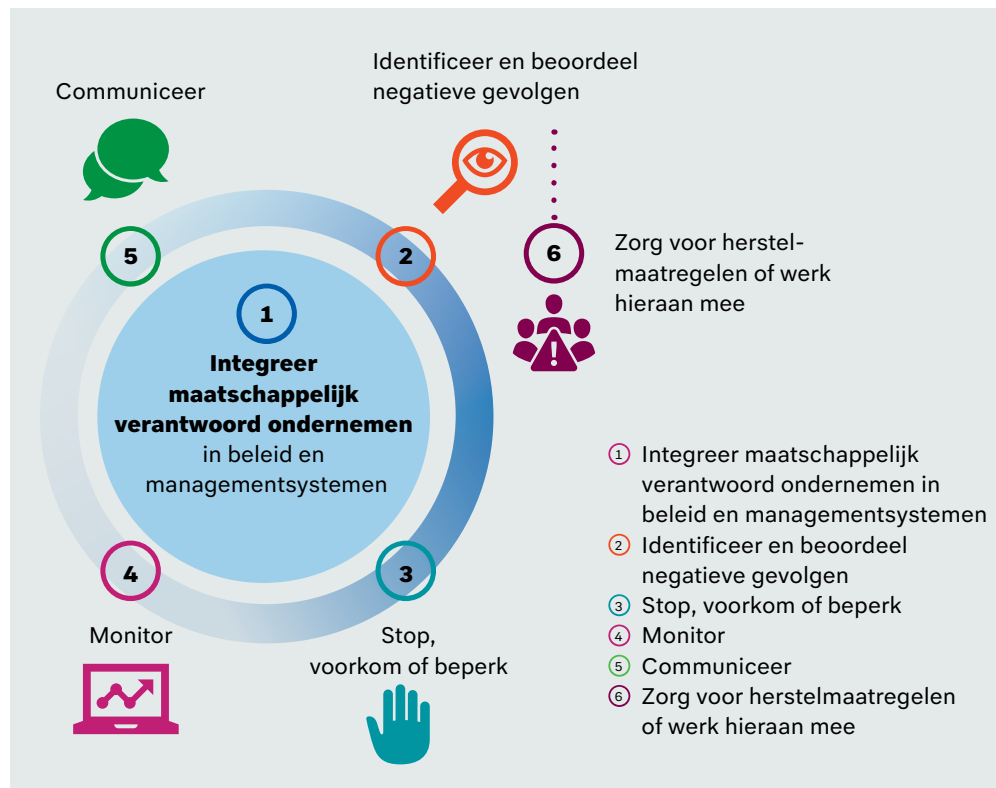 Communiceer
Identificeer en beoordeel
negatieve gevolgen
5
2
6
Zorg voor herstel-
maatregelen of werk
hieraan mee
1
Integreer
maatschappelijk
verantwoord ondernemen
in beleid en
managementsystemen
4
3
Monitor
Stop,
voorkom of beperk
1 Integreer maatschappelijk
verantwoord ondernemen in
beleid en managementsystemen
2 Identificeer en beoordeel
negatieve gevolgen
3 Stop, voorkom of beperk
4 Monitor
5 Communiceer
6 Zorg voor herstelmaatregelen
of werk hieraan mee